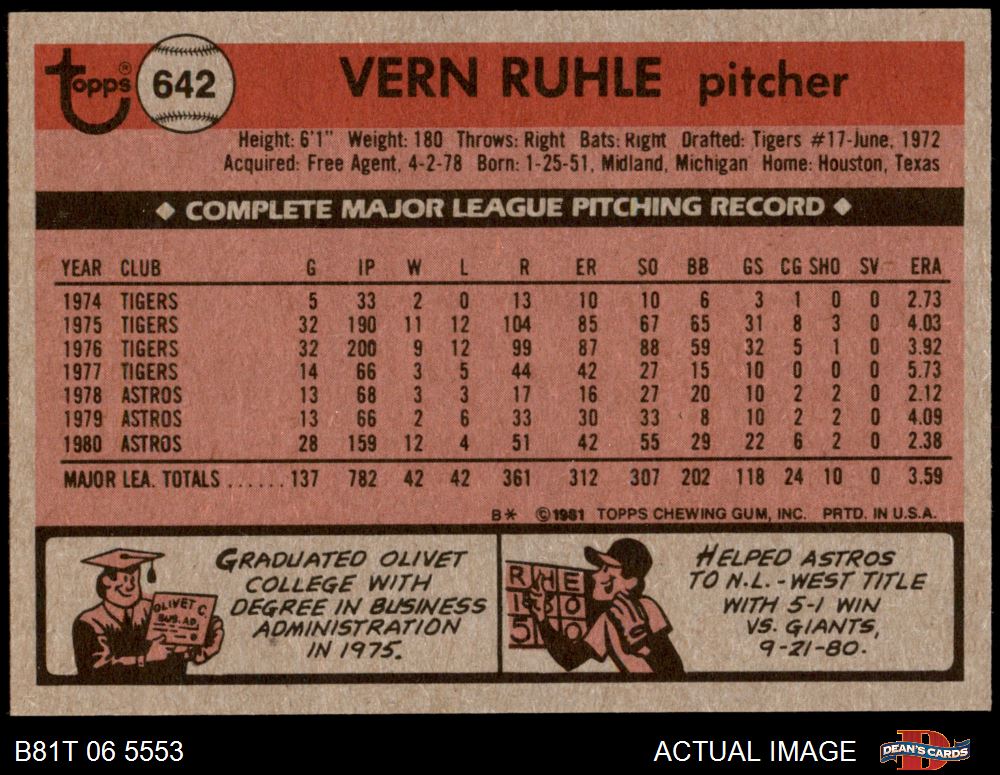 topps® 642 VERN RUHLE pitcher
Height: 6'1" Weight: 180 Throws: Right Bats: Right Drafted: Tigers #17-June, 1972
Acquired: Free Agent, 4-2-78 Born: 1-25-51, Midland, Michigan Home: Houston, Texas
◆ COMPLETE MAJOR LEAGUE PITCHING RECORD ◆
YEAR CLUB G IP W L R ER SO BB GS CG SHO SV ERA
1974 TIGERS 5 33 2 0 13 10 10 6 3 1 0 0 2.73
1975 TIGERS 32 190 11 12 104 85 67 65 31 8 3 0 4.03
1976 TIGERS 32 200 9 12 99 87 88 59 32 5 1 0 3.92
1977 TIGERS 14 66 3 5 44 42 27 15 10 0 0 0 5.73
1978 ASTROS 13 68 3 3 17 16 27 20 10 2 2 0 2.12
1979 ASTROS 13 66 2 6 33 30 33 8 10 2 2 0 4.09
1980 ASTROS 28 159 12 4 51 42 55 29 22 6 2 0 2.38
MAJOR LEA. TOTALS ...... 137 782 42 42 361 312 307 202 118 24 10 0 3.59
B* ©1981 TOPPS CHEWING GUM, INC. PRTD. IN U.S.A.
GRADUATED OLIVET
COLLEGE WITH
DEGREE IN BUSINESS
ADMINISTRATION
IN 1975.
OLIVET C.
BUS. AD.
R H E
HELPED ASTROS
TO N.L.-WEST TITLE
WITH 5-1 WIN
VS. GIANTS,
9-21-80.
B81T 06 5553 ACTUAL IMAGE DEAN'S CARDS